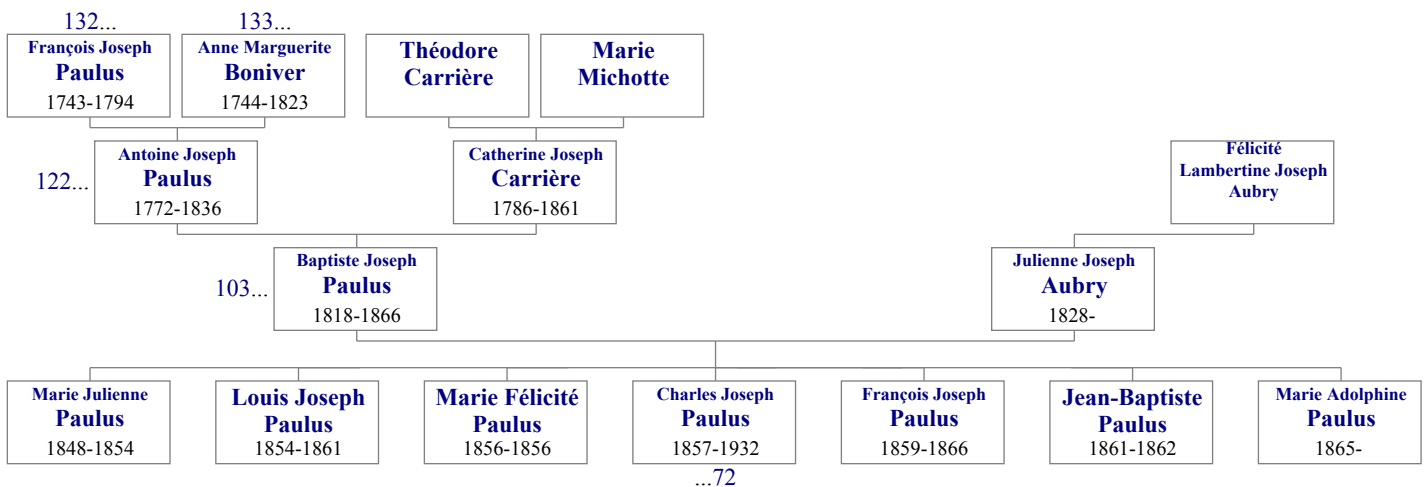 132...
133...
François Joseph
Paulus
1743-1794
Anne Marguerite
Boniver
1744-1823
Théodore
Carrière
Marie
Michotte
122...
Antoine Joseph
Paulus
1772-1836
Catherine Joseph
Carrière
1786-1861
Félicité
Lambertine Joseph
Aubry
103...
Baptiste Joseph
Paulus
1818-1866
Julienne Joseph
Aubry
1828-
Marie Julienne
Paulus
1848-1854
Louis Joseph
Paulus
1854-1861
Marie Félicité
Paulus
1856-1856
Charles Joseph
Paulus
1857-1932
François Joseph
Paulus
1859-1866
Jean-Baptiste
Paulus
1861-1862
Marie Adolphine
Paulus
1865-
...72